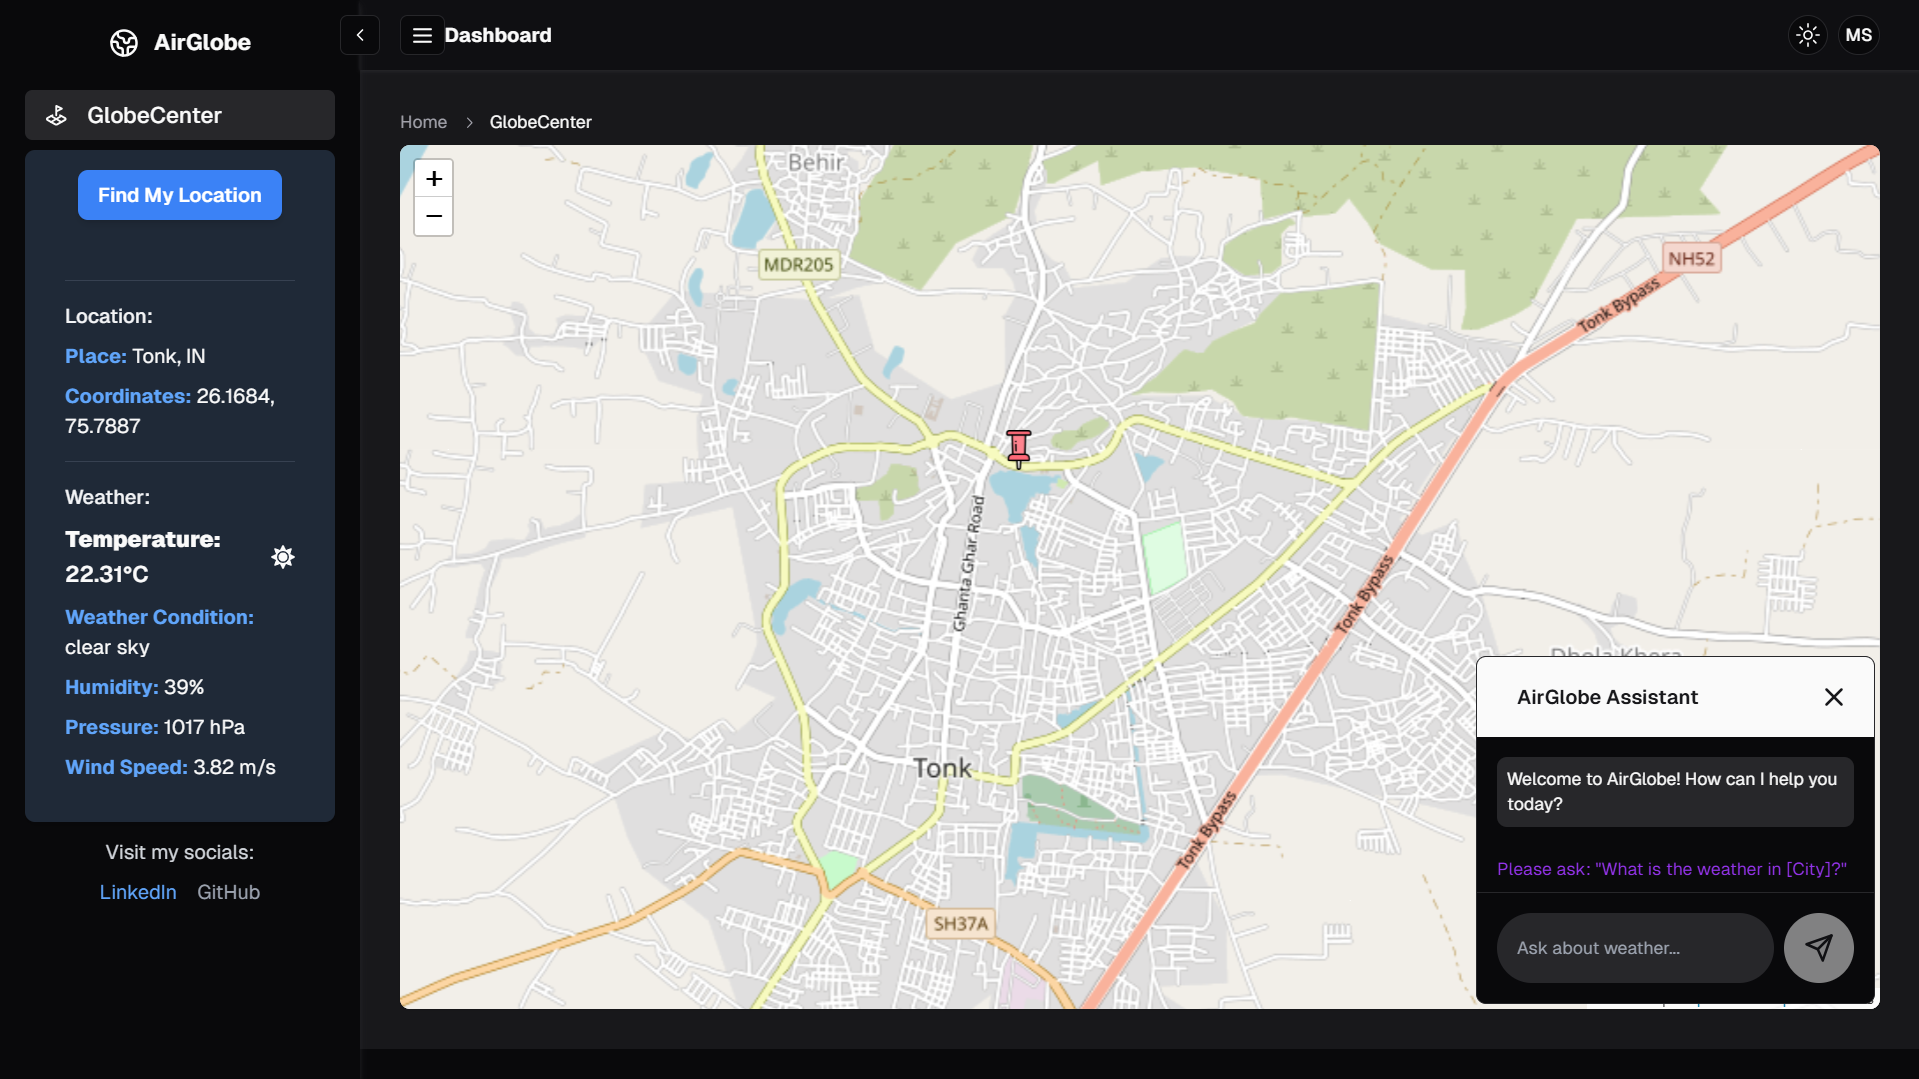 AirGlobe
Dashboard
MS
GlobeCenter
Find My Location
Location:
Place: Tonk, IN
Coordinates: 26.1684,
75.7887
Weather:
Temperature:
22.31°C
Weather Condition:
clear sky
Humidity: 39%
Pressure: 1017 hPa
Wind Speed: 3.82 m/s
Visit my socials:
LinkedIn GitHub
Home > GlobeCenter
+
−
Behir
MDR205
NH52
Tonk Bypass
Ghanta Ghar Road
Tonk Bypass
Dhola Khera
Tonk
Tonk Bypass
SH37A
AirGlobe Assistant
Welcome to AirGlobe! How can I help you
today?
Please ask: "What is the weather in [City]?"
Ask about weather...